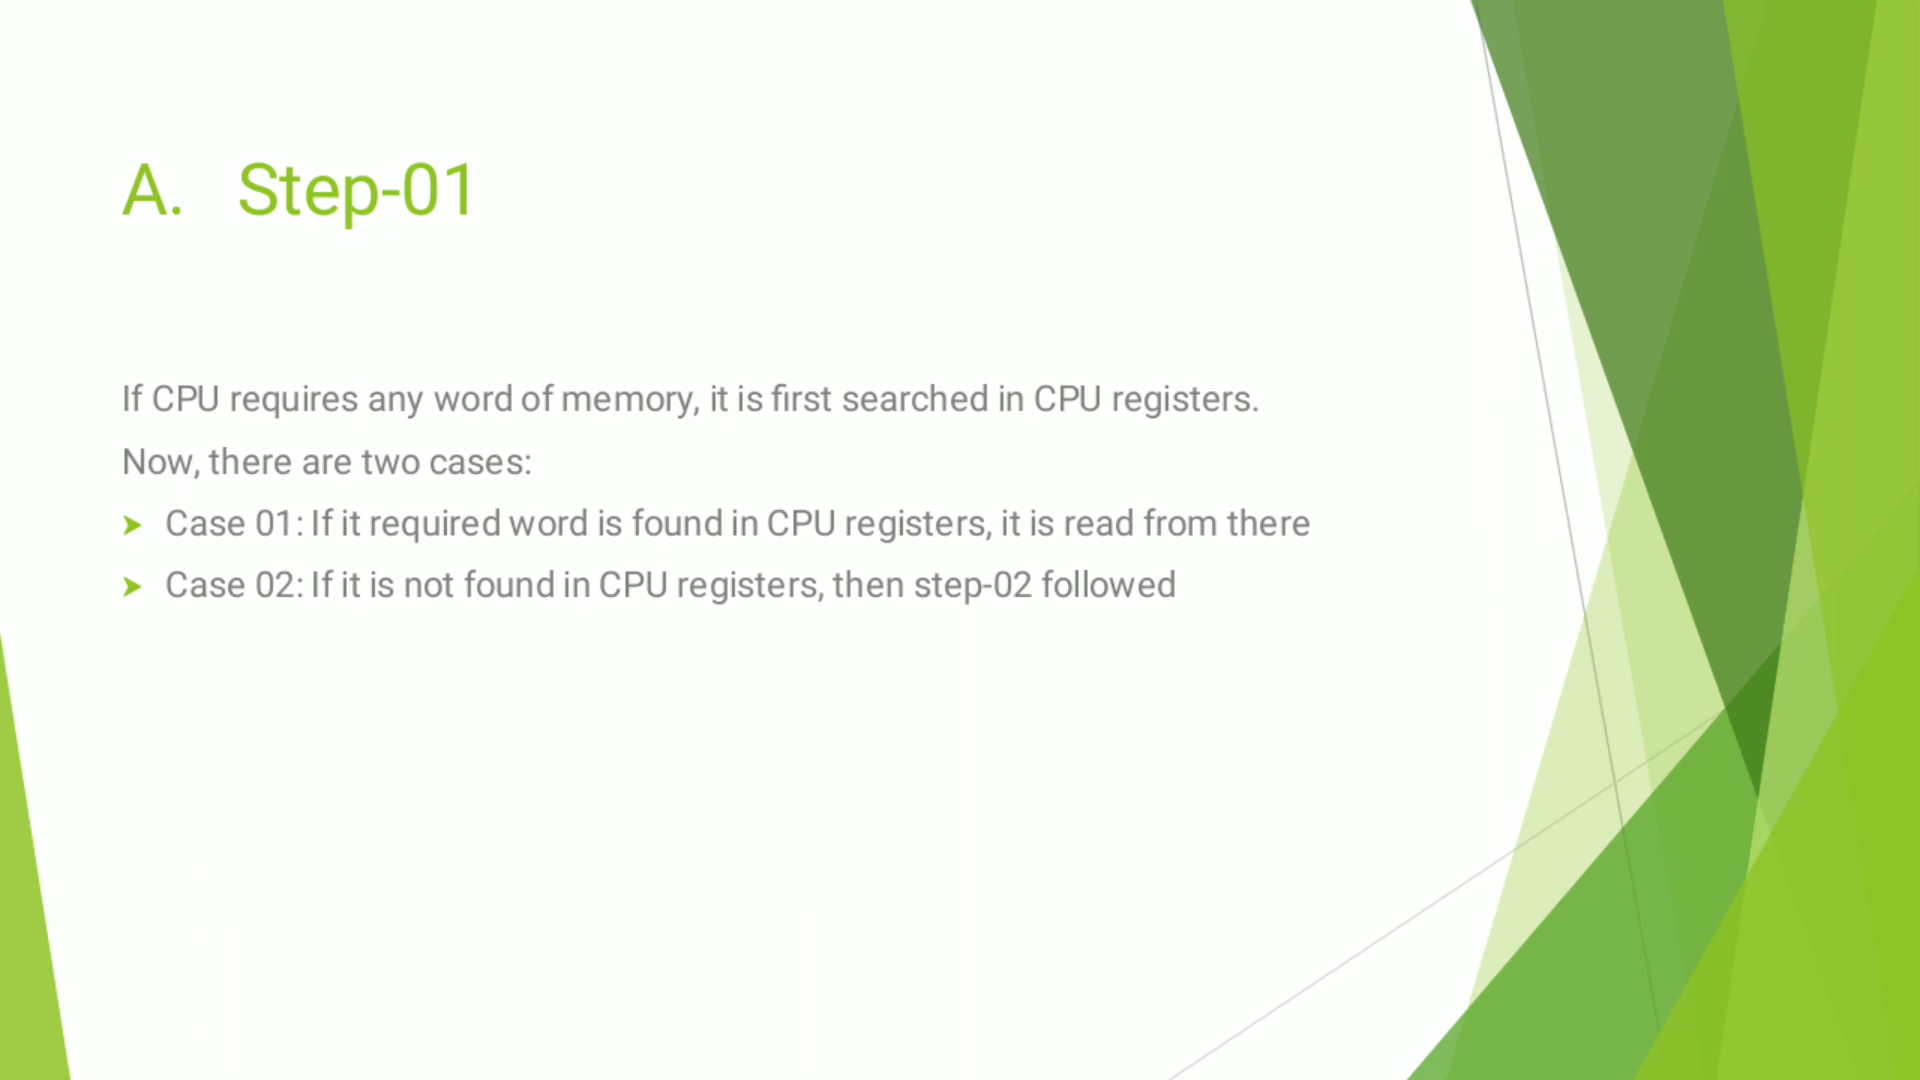 A. Step-01
If CPU requires any word of memory, it is first searched in CPU registers.
Now, there are two cases:
➤ Case 01: If it required word is found in CPU registers, it is read from there
➤ Case 02: If it is not found in CPU registers, then step-02 followed